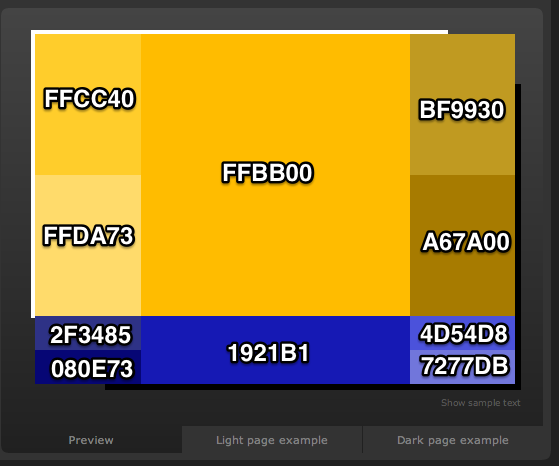 FFCC40
BF9930
FFBB00
FFDA73
A67A00
2F3485
4D54D8
1921B1
080E73
7277DB
Show sample text
Preview
Light page example
Dark page example